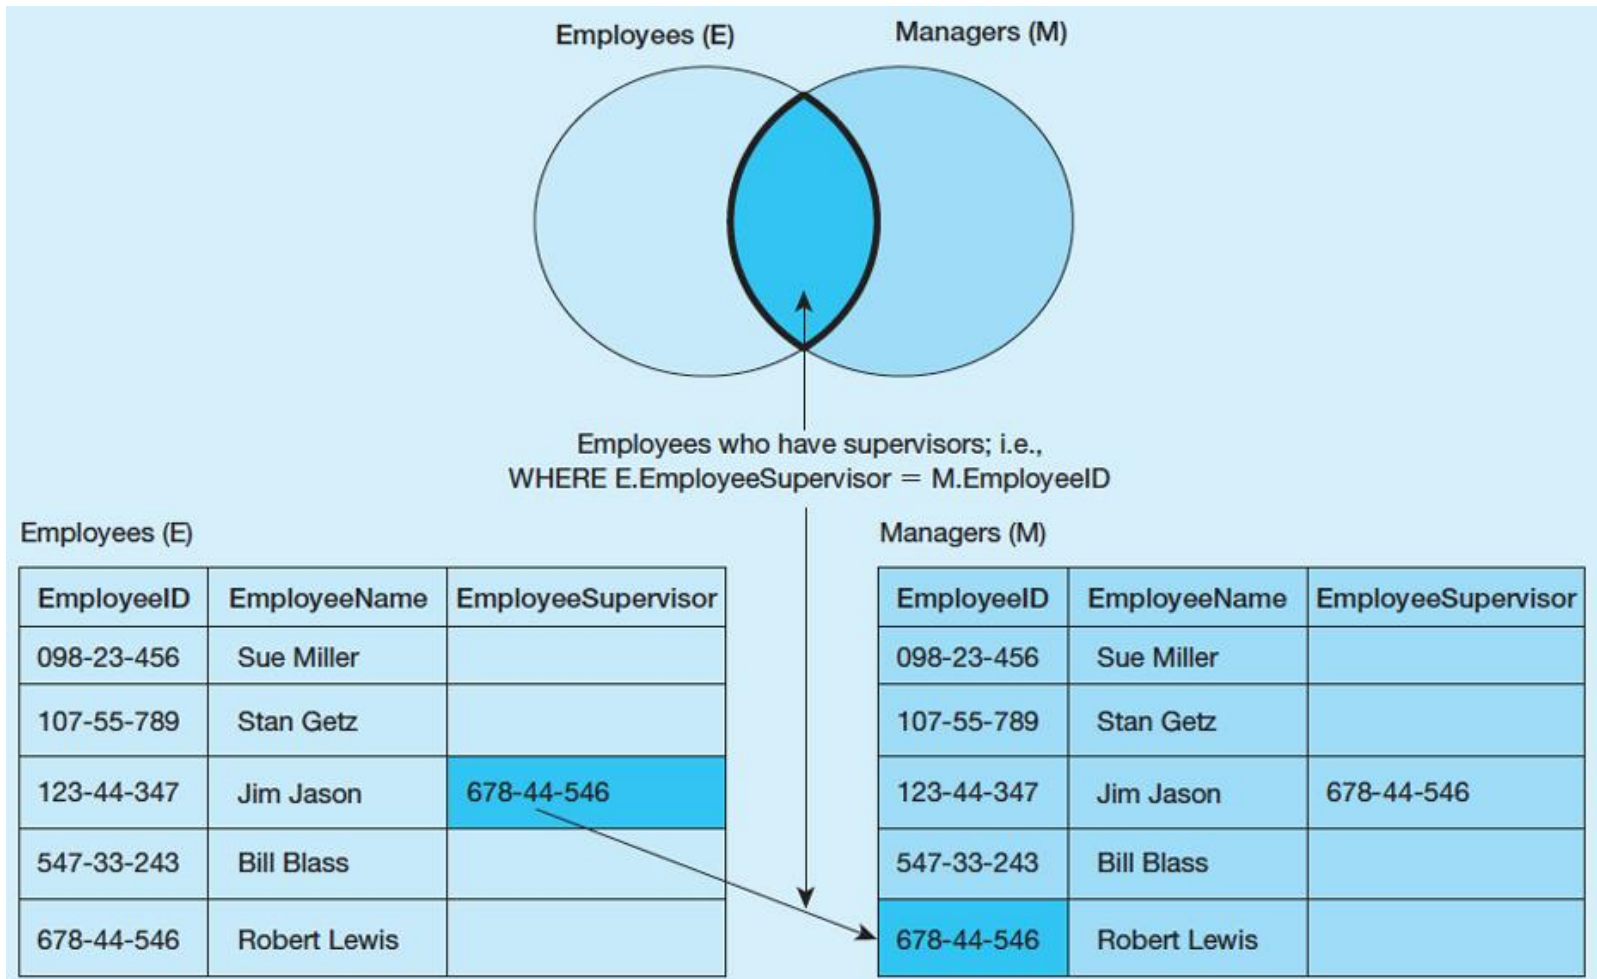 Employees (E) Managers (M)
Employees who have supervisors; i.e.,
WHERE E.EmployeeSupervisor = M.EmployeeID
Employees (E)
EmployeeID EmployeeName EmployeeSupervisor
098-23-456 Sue Miller
107-55-789 Stan Getz
123-44-347 Jim Jason 678-44-546
547-33-243 Bill Blass
678-44-546 Robert Lewis
Managers (M)
EmployeeID EmployeeName EmployeeSupervisor
098-23-456 Sue Miller
107-55-789 Stan Getz
123-44-347 Jim Jason 678-44-546
547-33-243 Bill Blass
678-44-546 Robert Lewis